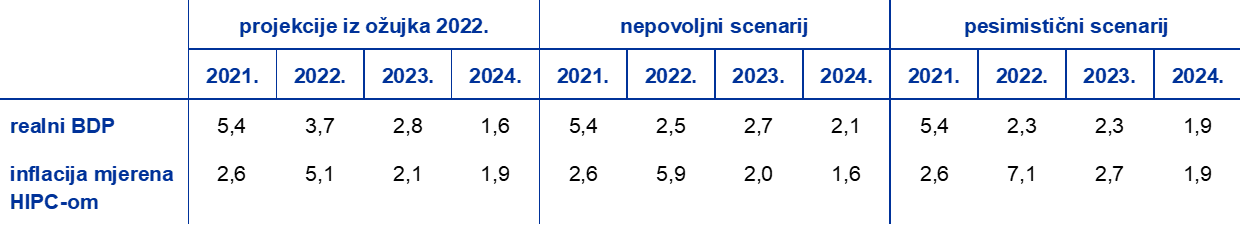 projekcije iz ožujka 2022. nepovoljni scenarij pesimistični scenarij
2021. 2022. 2023. 2024. 2021. 2022. 2023. 2024. 2021. 2022. 2023. 2024.
realni BDP 5,4 3,7 2,8 1,6 5,4 2,5 2,7 2,1 5,4 2,3 2,3 1,9
inflacija mjerena 2,6 5,1 2,1 1,9 2,6 5,9 2,0 1,6 2,6 7,1 2,7 1,9
HIPC-om